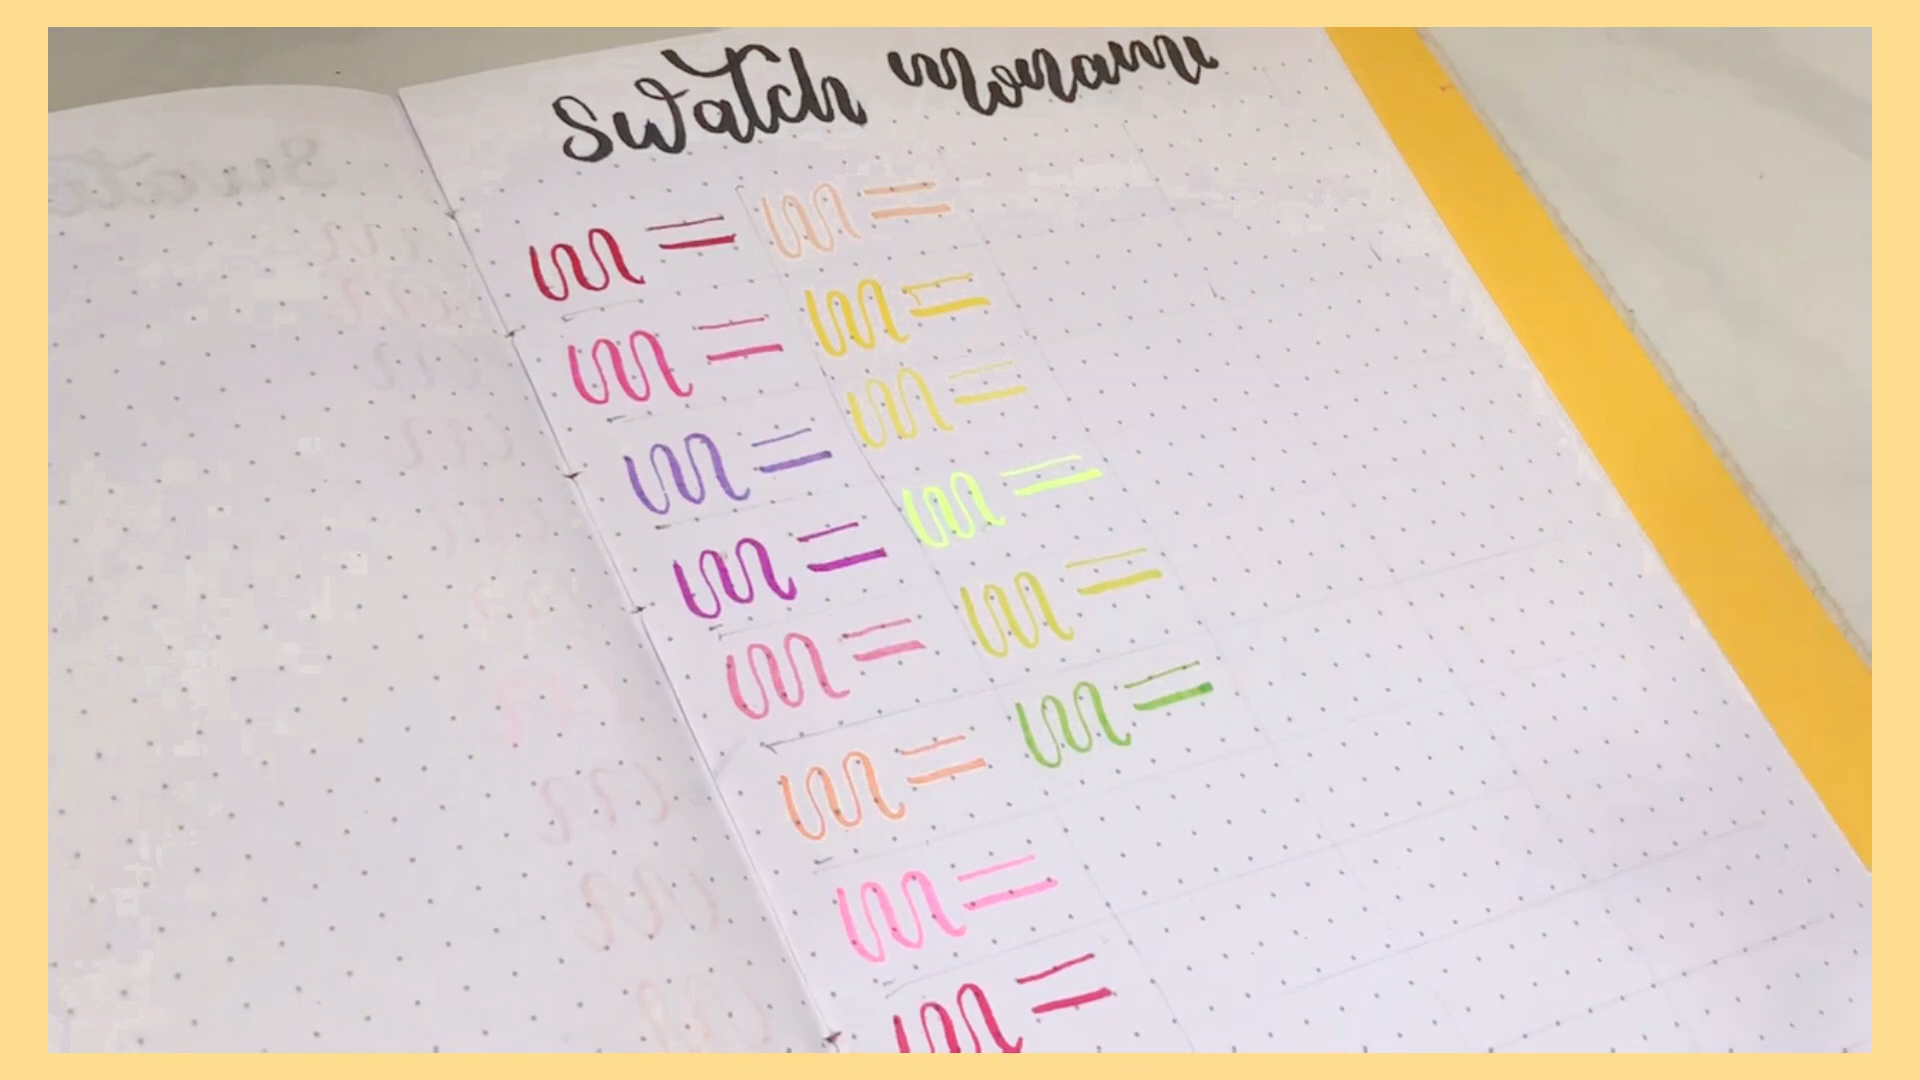 Swatch monami
m =
m =
m =
m =
m =
m =
m =
m =
m =
m =
m =
m =
m =
m =